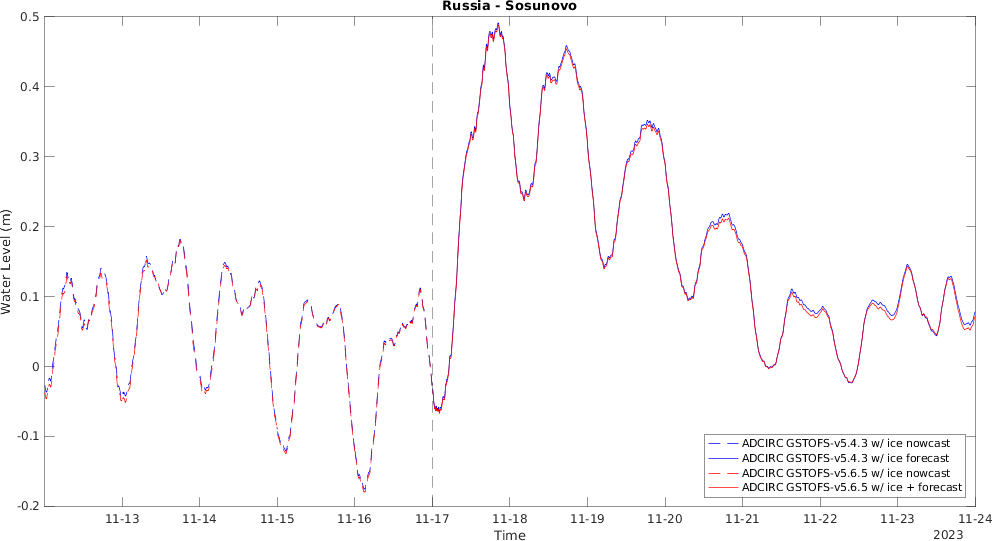 Russia - Sosunovo
Water Level (m)
0.5
0.4
0.3
0.2
0.1
0
-0.1
-0.2
ADCIRC GSTOFS-v5.4.3 w/ ice nowcast
ADCIRC GSTOFS-v5.4.3 w/ ice forecast
ADCIRC GSTOFS-v5.6.5 w/ ice nowcast
ADCIRC GSTOFS-v5.6.5 w/ ice + forecast
11-13 11-14 11-15 11-16 11-17 11-18 11-19 11-20 11-21 11-22 11-23 11-24
Time
2023